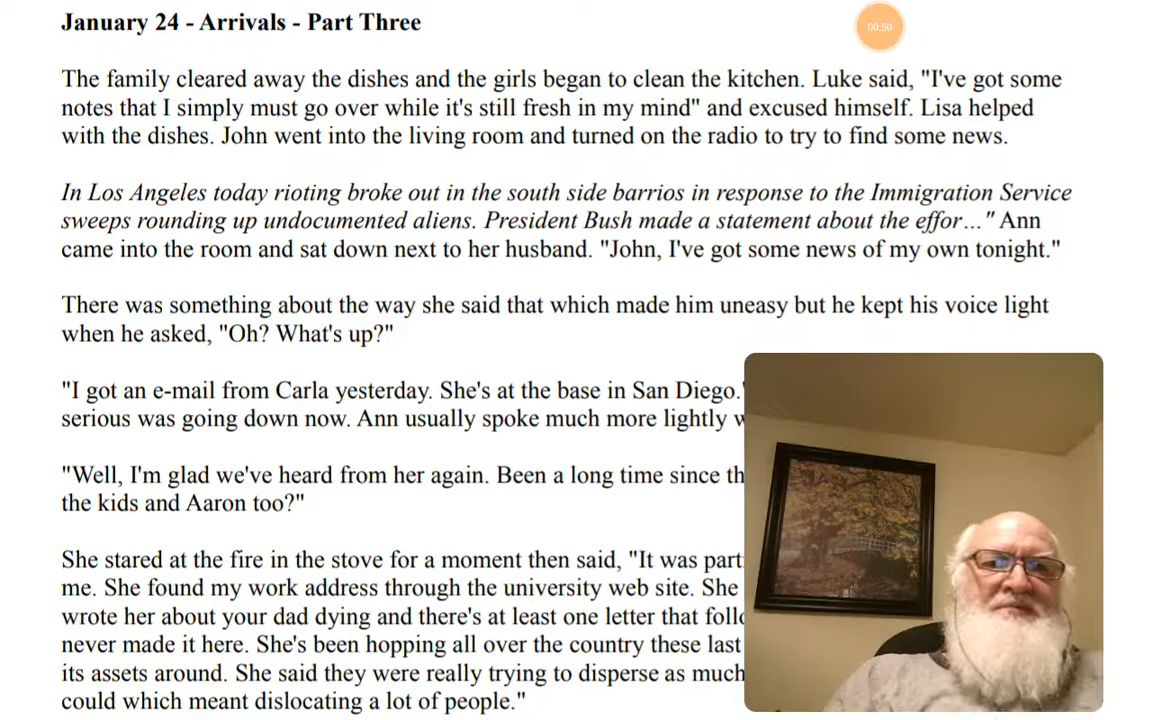 January 24 - Arrivals - Part Three
00:50
The family cleared away the dishes and the girls began to clean the kitchen. Luke said, "I've got some
notes that I simply must go over while it's still fresh in my mind" and excused himself. Lisa helped
with the dishes. John went into the living room and turned on the radio to try to find some news.
In Los Angeles today rioting broke out in the south side barrios in response to the Immigration Service
sweeps rounding up undocumented aliens. President Bush made a statement about the effor…" Ann
came into the room and sat down next to her husband. "John, I've got some news of my own tonight."
There was something about the way she said that which made him uneasy but he kept his voice light
when he asked, "Oh? What's up?"
"I got an e-mail from Carla yesterday. She's at the base in San Diego.
serious was going down now. Ann usually spoke much more lightly
"Well, I'm glad we've heard from her again. Been a long time since
the kids and Aaron too?"
She stared at the fire in the stove for a moment then said, "It was
me. She found my work address through the university web site. She
wrote her about your dad dying and there's at least one letter that
never made it here. She's been hopping all over the country these last
its assets around. She said they were really trying to disperse as much
could which meant dislocating a lot of people."